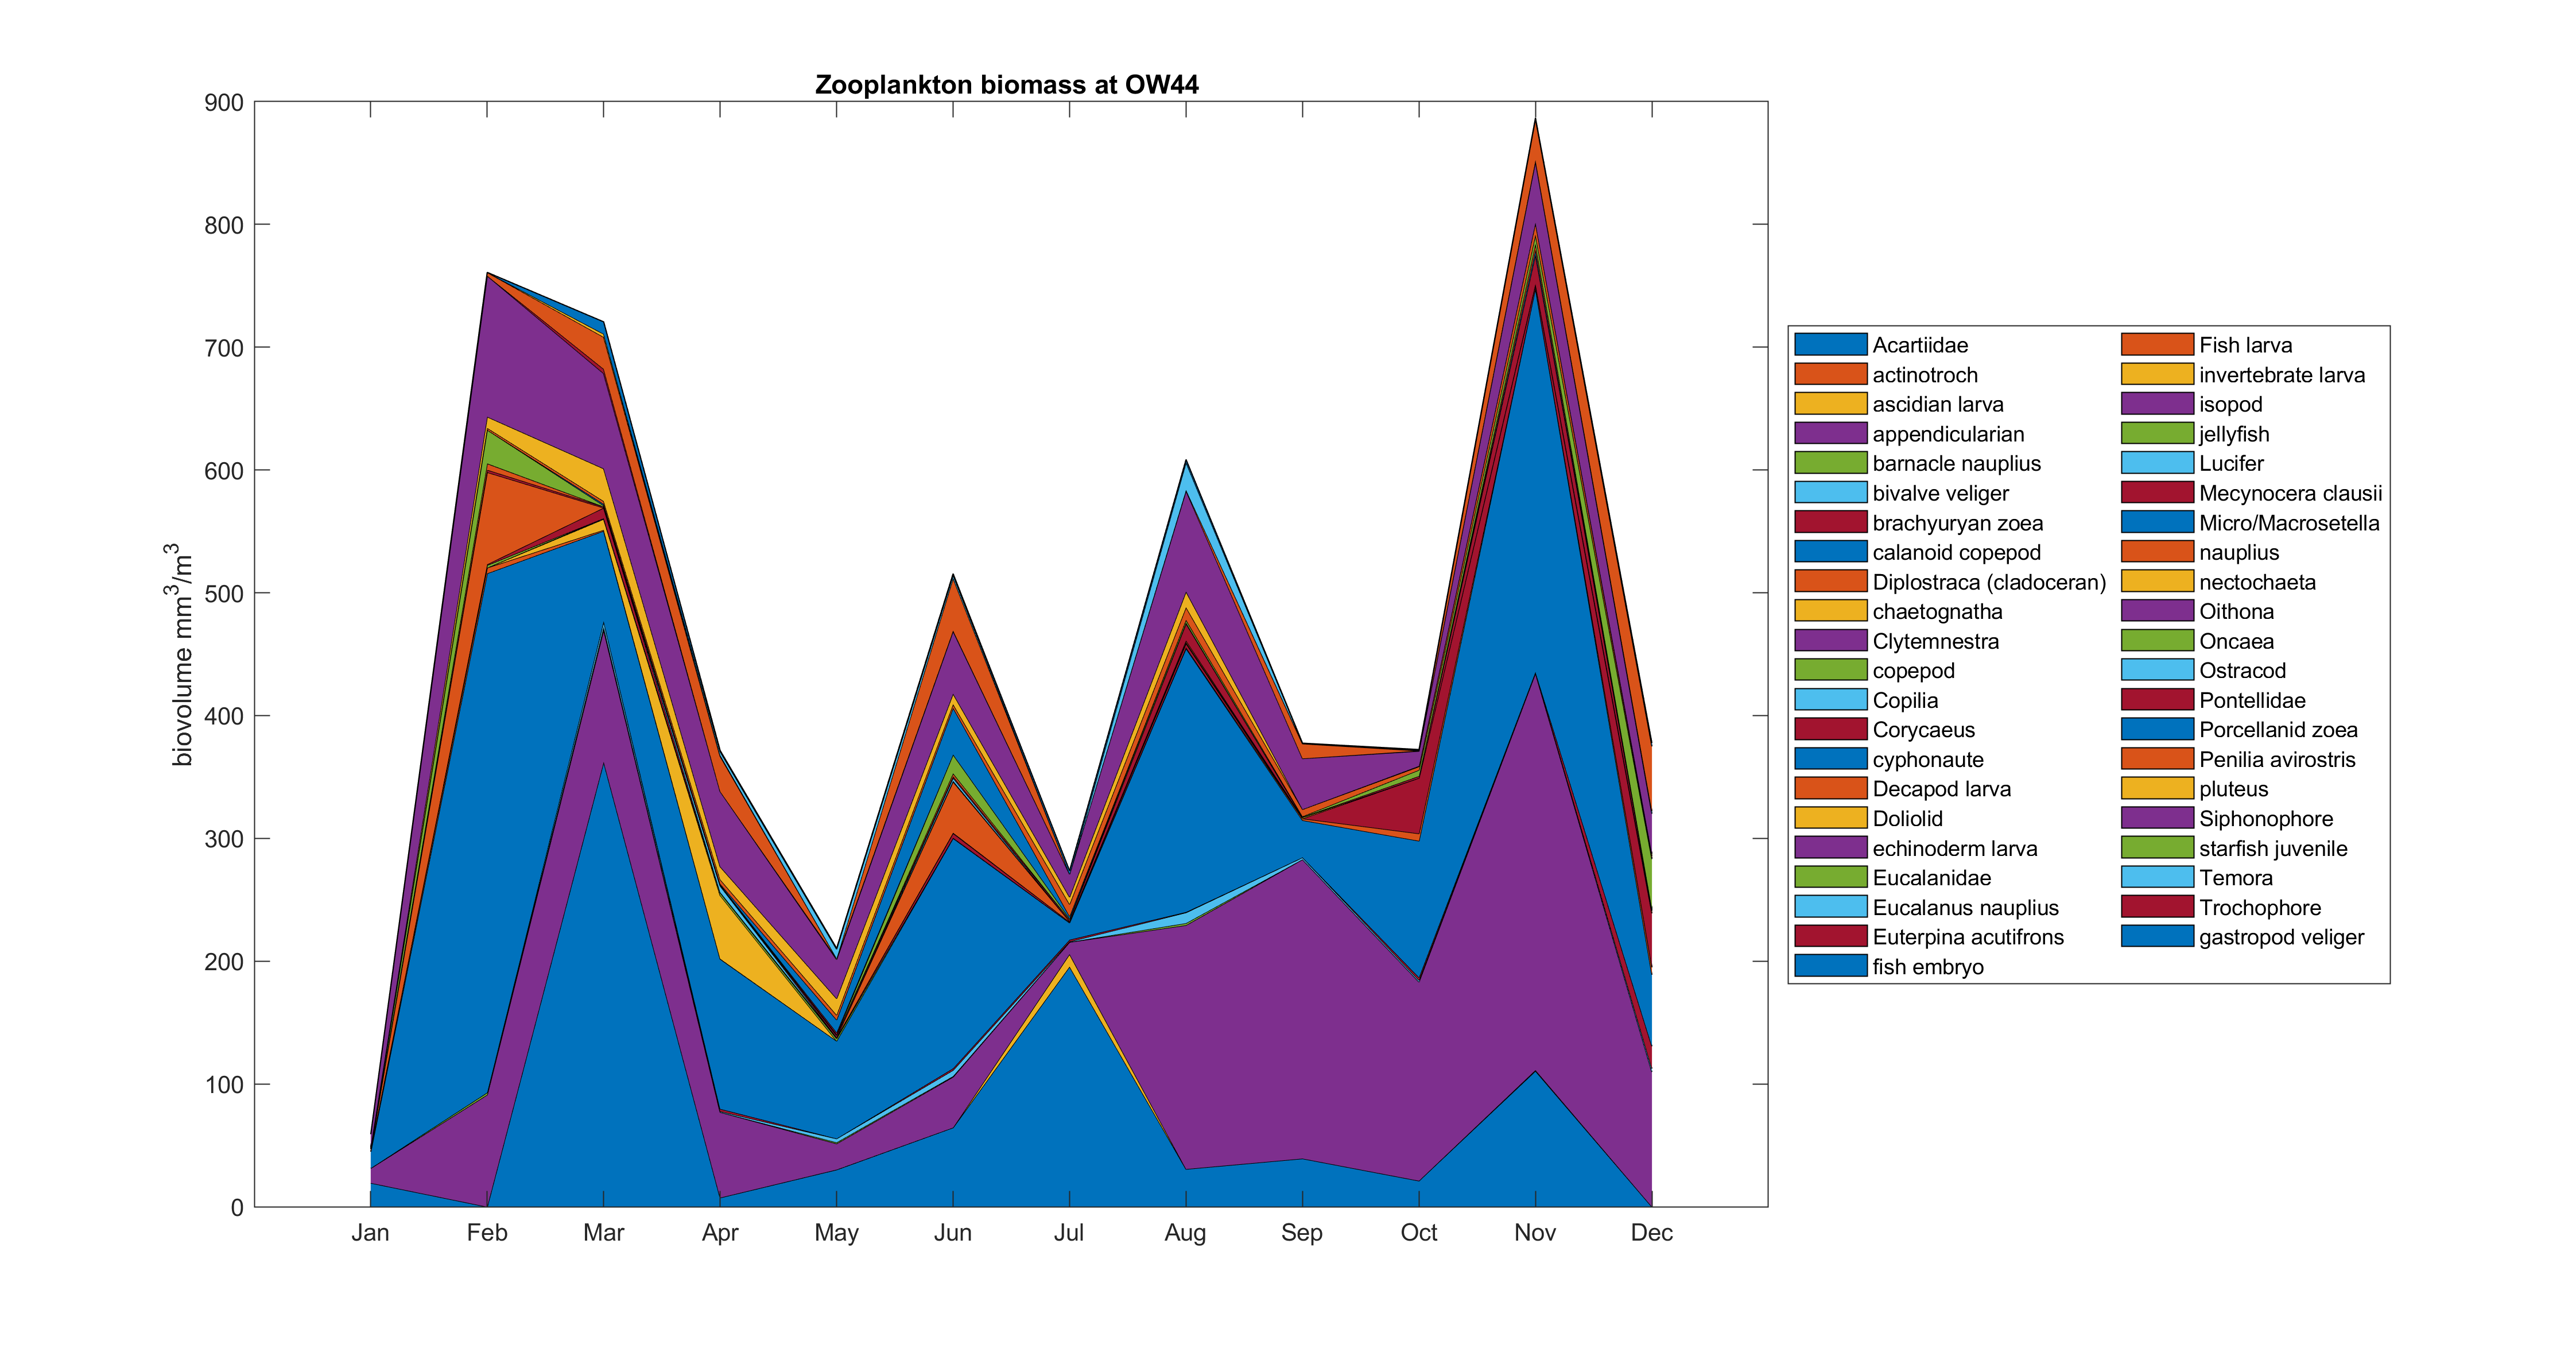 Zooplankton biomass at OW44
900
800
700
600
500
400
300
200
100
0
biovolume mm³/m³
Jan Feb Mar Apr May Jun Jul Aug Sep Oct Nov Dec
Acartiidae
actinotroch
ascidian larva
appendicularian
barnacle nauplius
bivalve veliger
brachyuryan zoea
calanoid copepod
Diplostraca (cladoceran)
chaetognatha
Clytemnestra
copepod
Copilia
Corycaeus
cyphonaute
Decapod larva
Doliolid
echinoderm larva
Eucalanidae
Eucalanus nauplius
Euterpina acutifrons
fish embryo
Fish larva
invertebrate larva
isopod
jellyfish
Lucifer
Mecynocera clausii
Micro/Macrosetella
nauplius
nectochaeta
Oithona
Oncaea
Ostracod
Pontellidae
Porcellanid zoea
Penilia avirostris
pluteus
Siphonophore
starfish juvenile
Temora
Trochophore
gastropod veliger